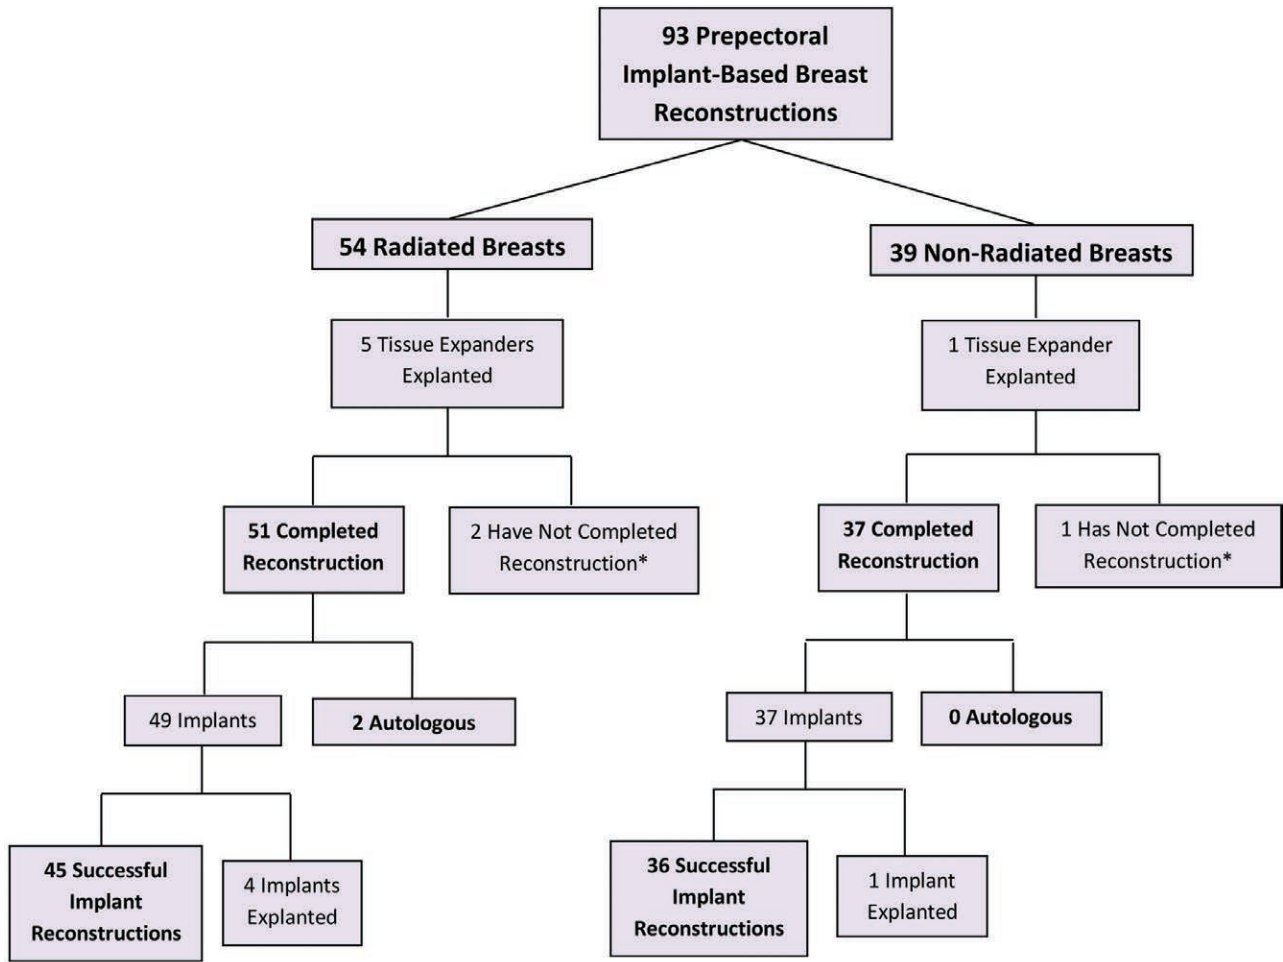 93 Prepectoral
Implant-Based Breast
Reconstructions
54 Radiated Breasts
39 Non-Radiated Breasts
5 Tissue Expanders
Explanted
1 Tissue Expander
Explanted
51 Completed
Reconstruction
2 Have Not Completed
Reconstruction*
37 Completed
Reconstruction
1 Has Not Completed
Reconstruction*
49 Implants
2 Autologous
37 Implants
0 Autologous
45 Successful
Implant
Reconstructions
4 Implants
Explanted
36 Successful
Implant
Reconstructions
1 Implant
Explanted